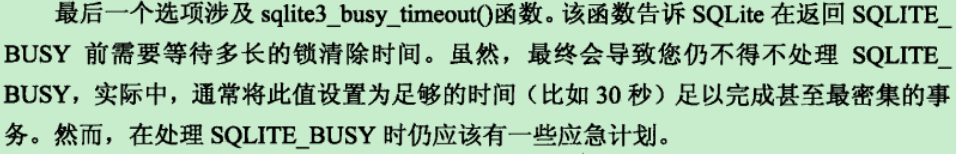 最后一个选项涉及 sqlite3_busy_timeout()函数。该函数告诉 SQLite 在返回 SQLITE_
BUSY 前需要等待多长的锁清除时间。虽然，最终会导致您仍不得不处理 SQLITE_
BUSY，实际中，通常将此值设置为足够的时间（比如 30 秒）足以完成甚至最密集的事
务。然而，在处理 SQLITE_BUSY 时仍应该有一些应急计划。